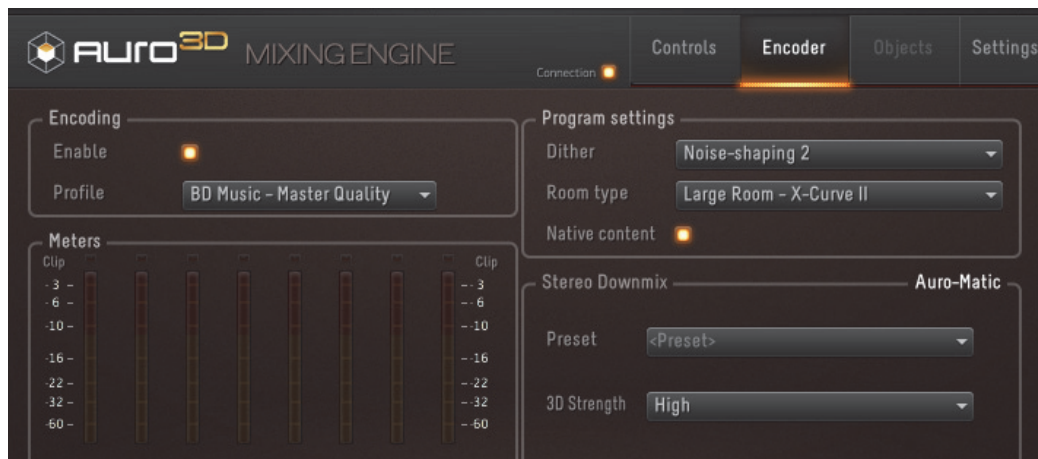 AURO3D MIXING ENGINE
Connection
Controls
Encoder
Objects
Settings
Encoding
Enable
Profile
BD Music - Master Quality
Meters
Clip
Clip
- 3 -
- 6 -
-10 -
-16 -
-22 -
-32 -
-60 -
- - 3
- - 6
- -10
- -16
- -22
- -32
- -60
Program settings
Dither
Noise-shaping 2
Room type
Large Room - X-Curve II
Native content
Stereo Downmix
Auro-Matic
Preset
<Preset>
3D Strength
High